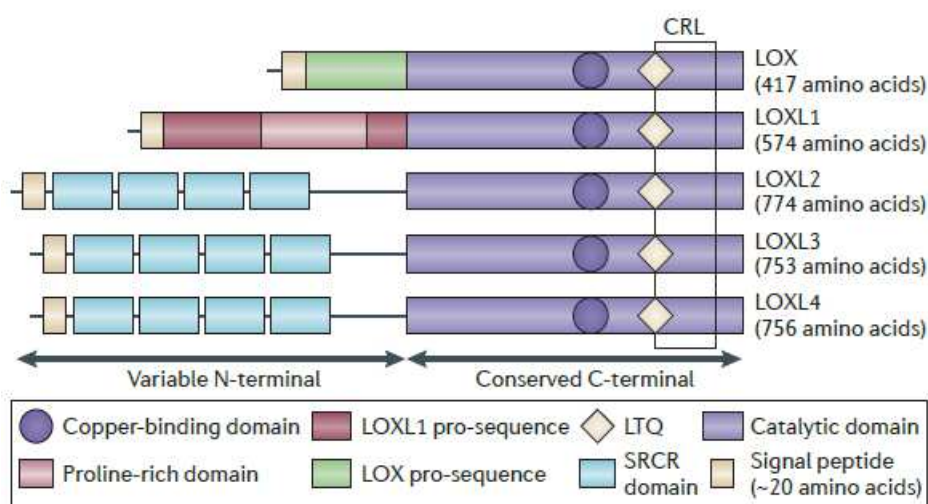 CRL
LOX
(417 amino acids)
LOXL1
(574 amino acids)
LOXL2
(774 amino acids)
LOXL3
(753 amino acids)
LOXL4
(756 amino acids)
Variable N-terminal
Conserved C-terminal
Copper-binding domain
LOXL1 pro-sequence
LTQ
Catalytic domain
Proline-rich domain
LOX pro-sequence
SRCR
domain
Signal peptide
(~20 amino acids)